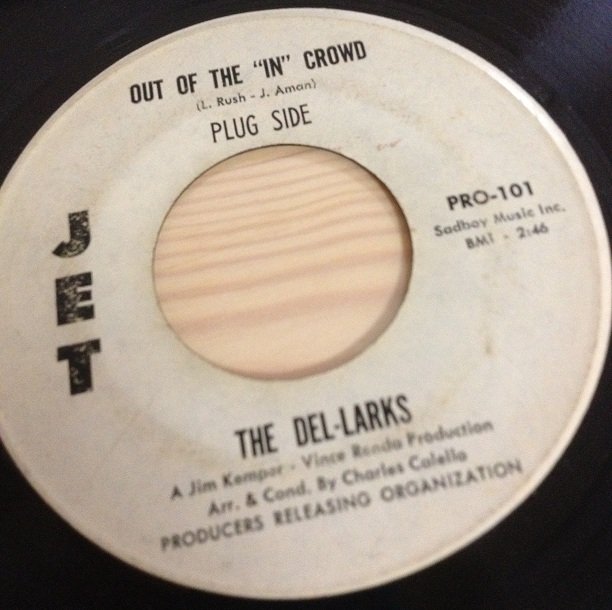 OUT OF THE "IN" CROWD
(L. Rush - J. Aman)
PLUG SIDE
JET
PRO-101
Sadboy Music Inc.
BMI - 2:46
THE DEL-LARKS
A Jim Kemper - Vince Rendo Production
Arr. & Cond. By Charles Calello
PRODUCERS RELEASING ORGANIZATION